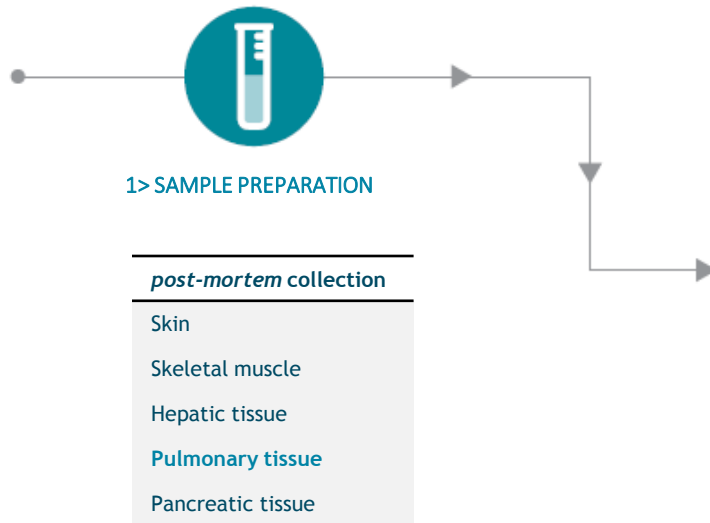 1> SAMPLE PREPARATION
post-mortem collection
Skin
Skeletal muscle
Hepatic tissue
Pulmonary tissue
Pancreatic tissue